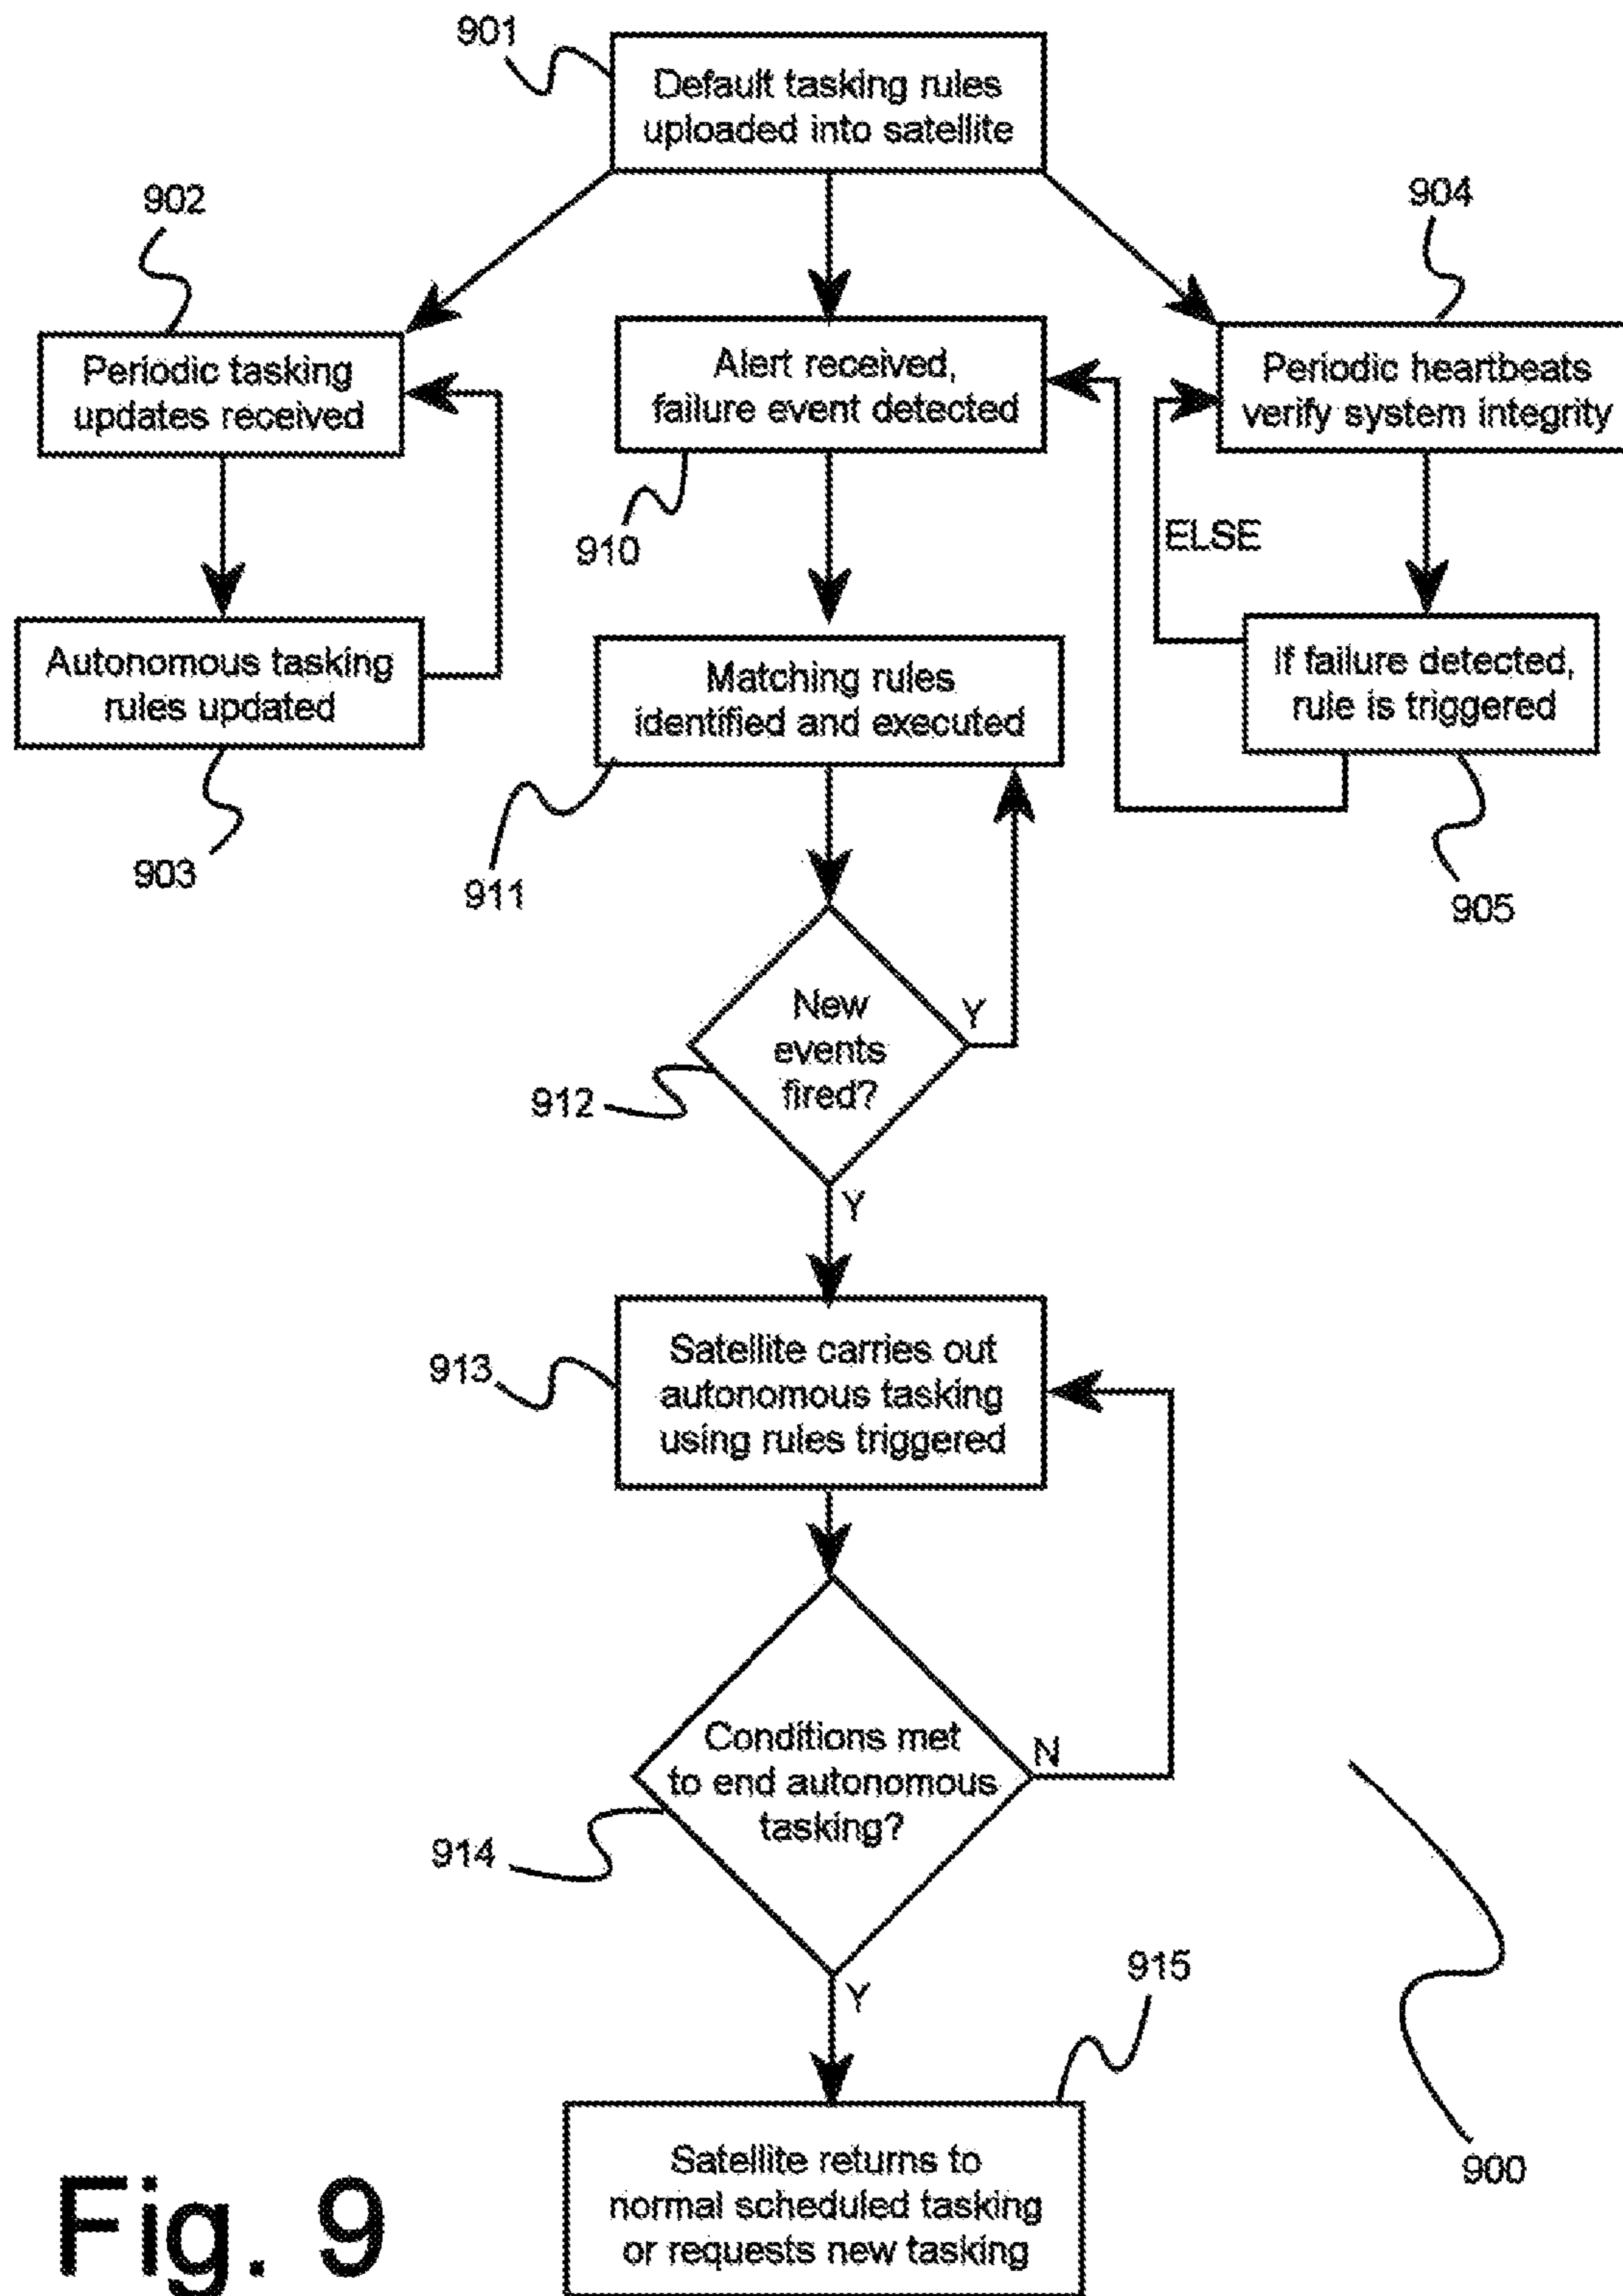 901
Default tasking rules
uploaded into satellite
902
904
Periodic tasking
updates received
Alert received,
failure event detected
Periodic heartbeats
verify system integrity
910
ELSE
Autonomous tasking
rules updated
Matching rules
identified and executed
If failure detected,
rule is triggered
903
911
905
New
events
fired?
Y
912
Y
Satellite carries out
autonomous tasking
using rules triggered
913
Conditions met
to end autonomous
tasking?
N
914
Y
915
Satellite returns to
normal scheduled tasking
or requests new tasking
900
Fig. 9